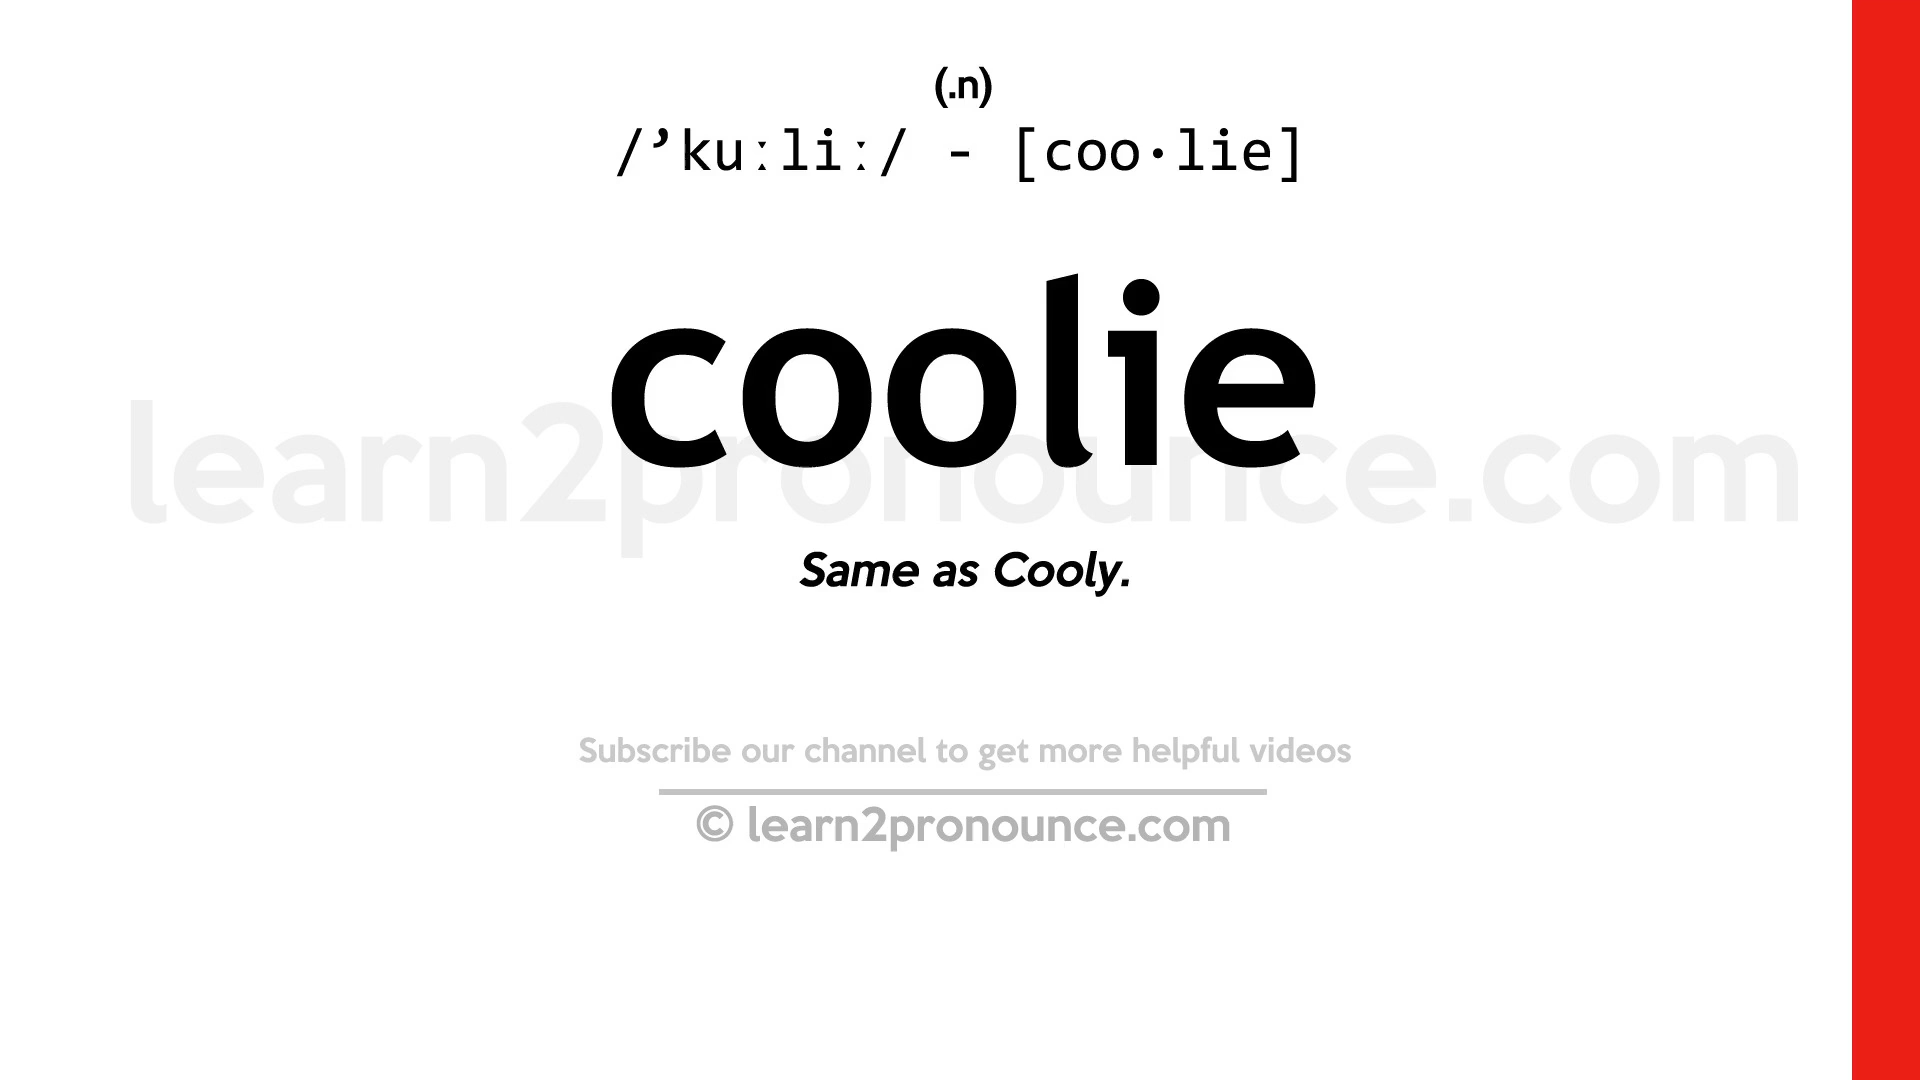 (.n)
/’kuːliː/ - [coo·lie]
coolie
learn2pronounce.com
Same as Cooly.
Subscribe our channel to get more helpful videos
© learn2pronounce.com